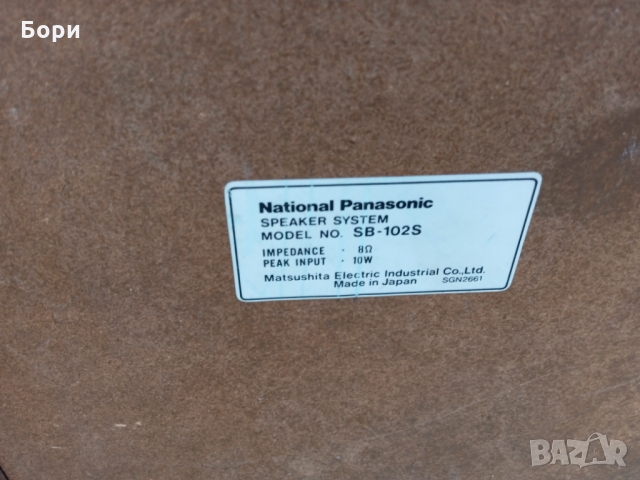 Бори
National Panasonic
SPEAKER SYSTEM
MODEL NO. SB-102S
IMPEDANCE · 8Ω
PEAK INPUT · 10W
Matsushita Electric Industrial Co.,Ltd.
Made in Japan SGN2661
BAZAR